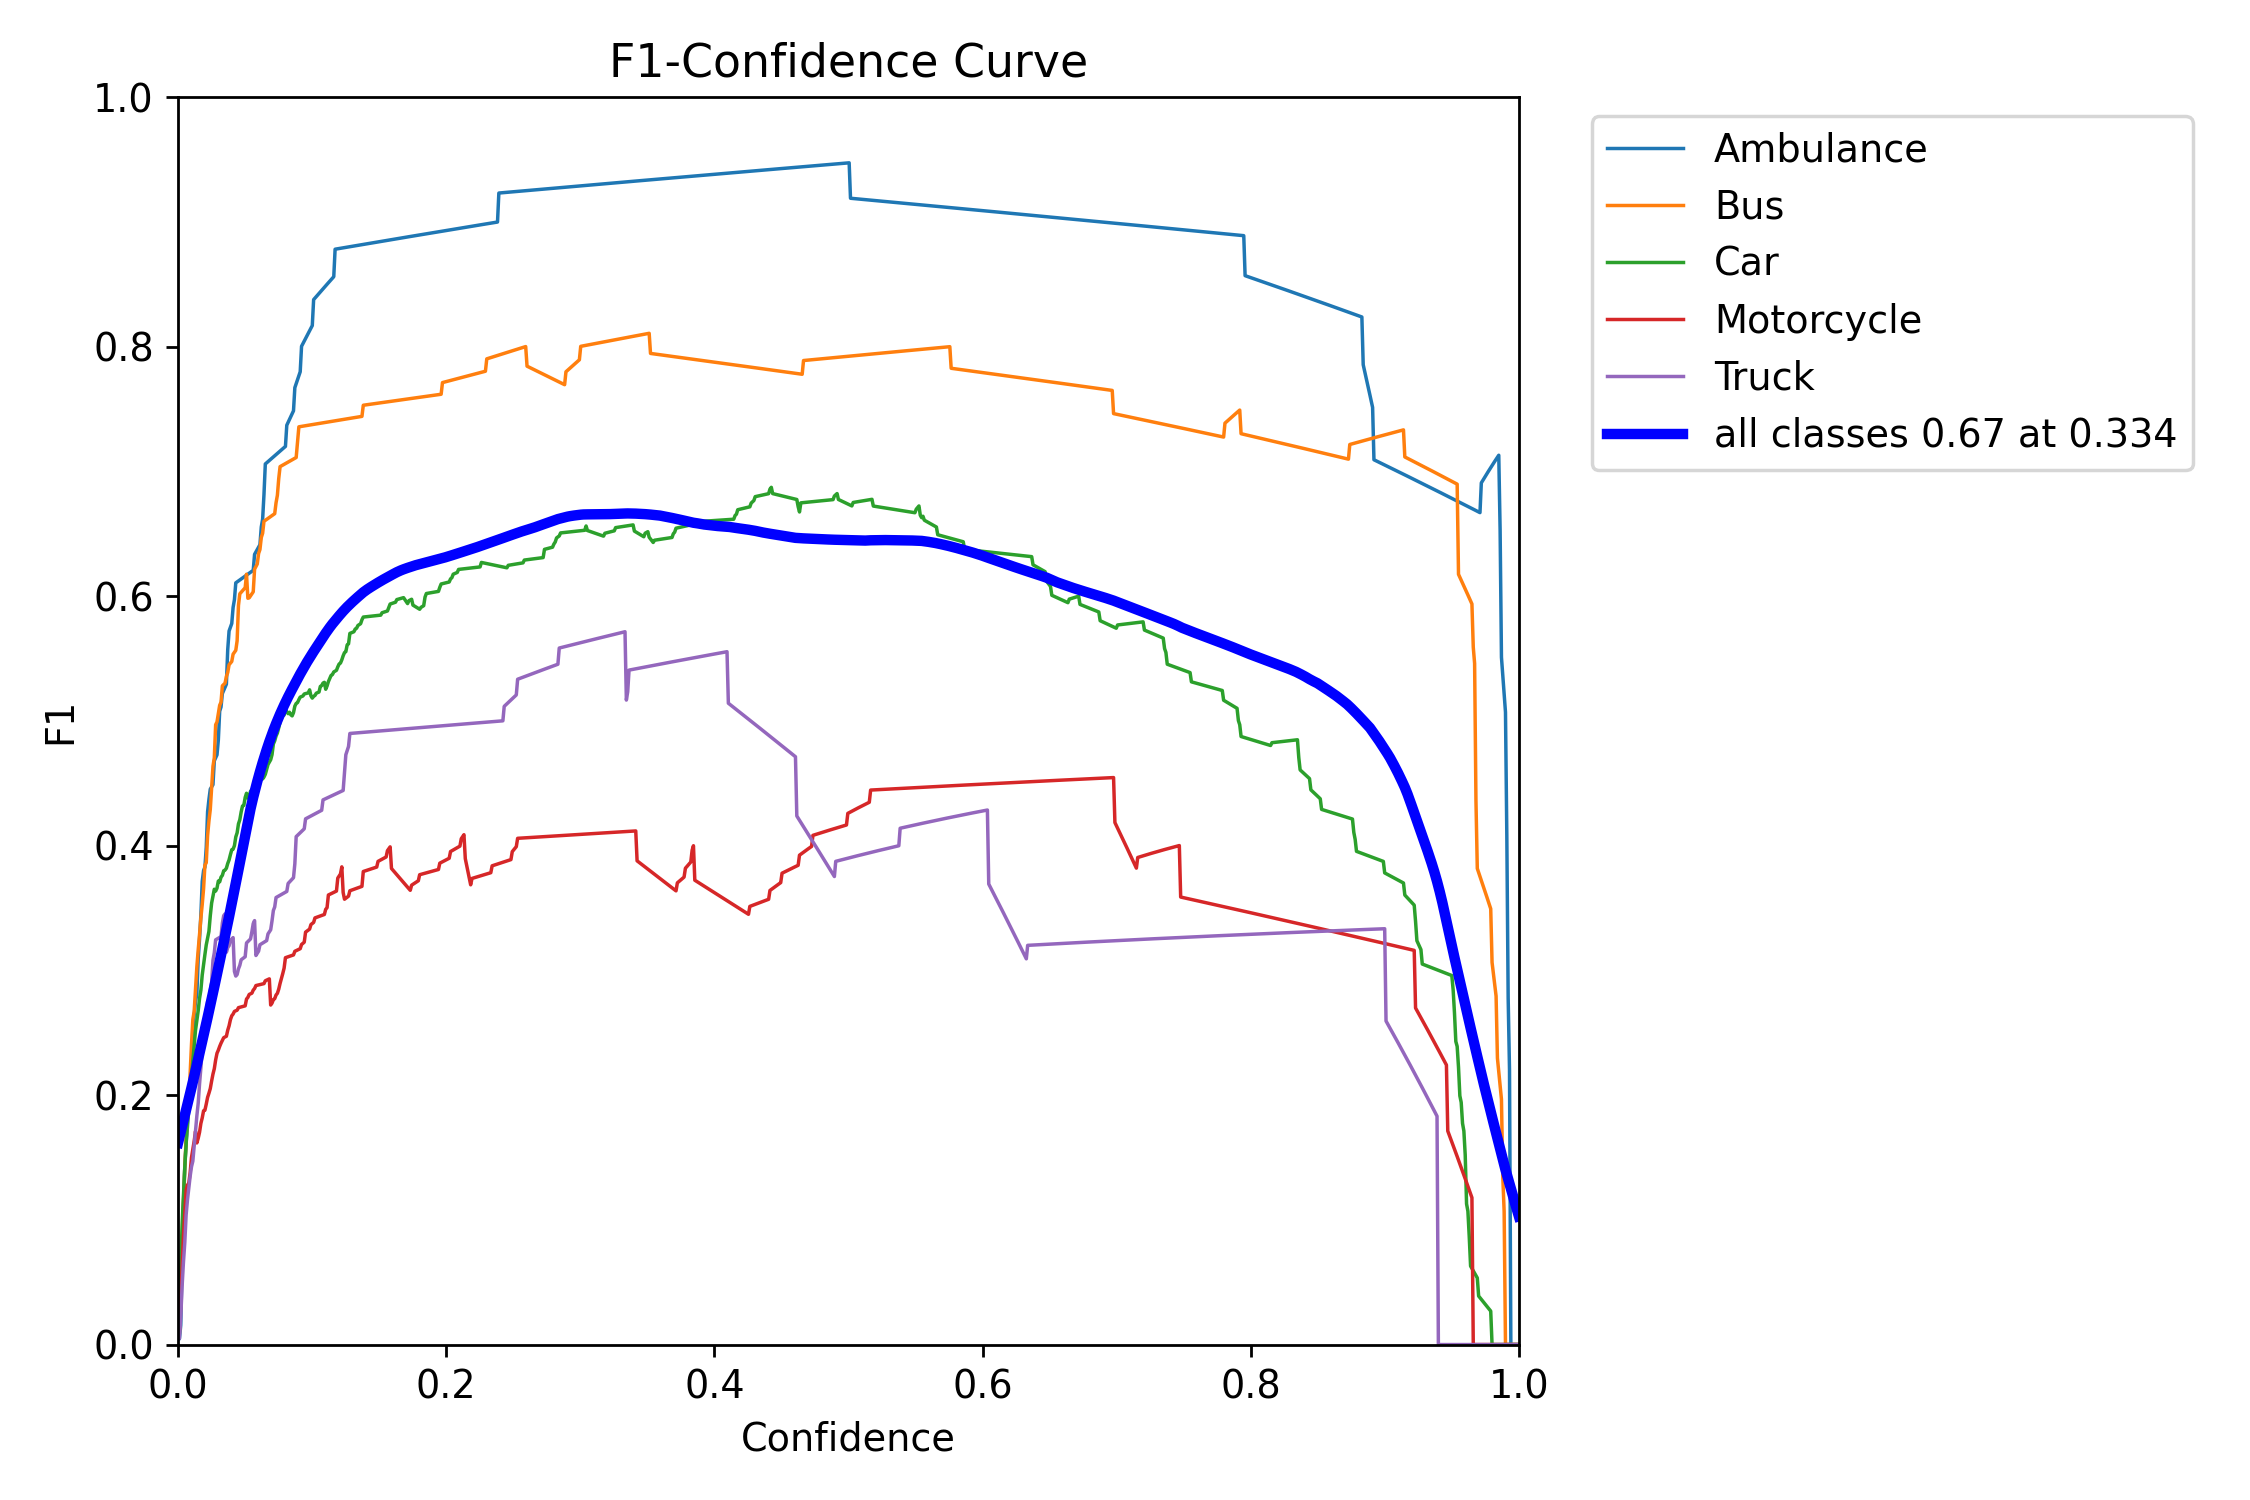 F1-Confidence Curve
1.0
0.8
0.6
0.4
0.2
0.0
F1
0.0 0.2 0.4 0.6 0.8 1.0
Confidence
Ambulance
Bus
Car
Motorcycle
Truck
all classes 0.67 at 0.334